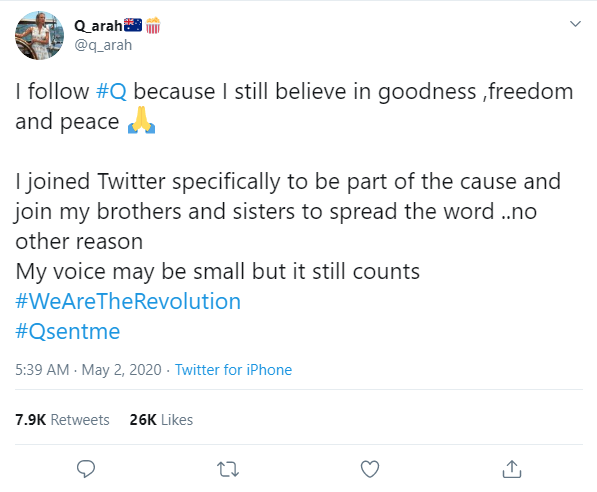 Q_arah🇦🇺🍿
@q_arah
I follow #Q because I still believe in goodness ,freedom
and peace 🙏
I joined Twitter specifically to be part of the cause and
join my brothers and sisters to spread the word ..no
other reason
My voice may be small but it still counts
#WeAreTheRevolution
#Qsentme
5:39 AM · May 2, 2020 · Twitter for iPhone
7.9K Retweets 26K Likes